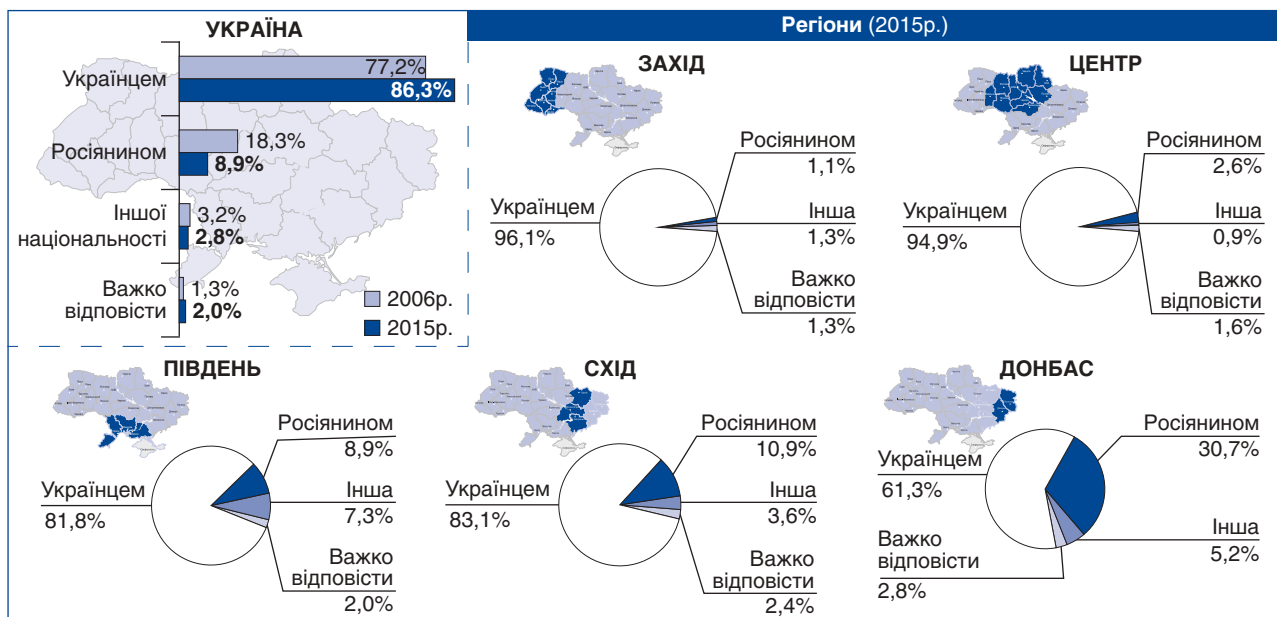 УКРАЇНА
Українцем
77,2%
86,3%
Росіянином
18,3%
8,9%
Іншої
національності
3,2%
2,8%
Важко
відповісти
1,3%
2,0%
2006р.
2015р.
Регіони (2015р.)
ЗАХІД
Українцем
96,1%
Росіянином
1,1%
Інша
1,3%
Важко
відповісти
1,3%
ЦЕНТР
Українцем
94,9%
Росіянином
2,6%
Інша
0,9%
Важко
відповісти
1,6%
ПІВДЕНЬ
Українцем
81,8%
Росіянином
8,9%
Інша
7,3%
Важко
відповісти
2,0%
СХІД
Українцем
83,1%
Росіянином
10,9%
Інша
3,6%
Важко
відповісти
2,4%
ДОНБАС
Українцем
61,3%
Росіянином
30,7%
Інша
5,2%
Важко
відповісти
2,8%